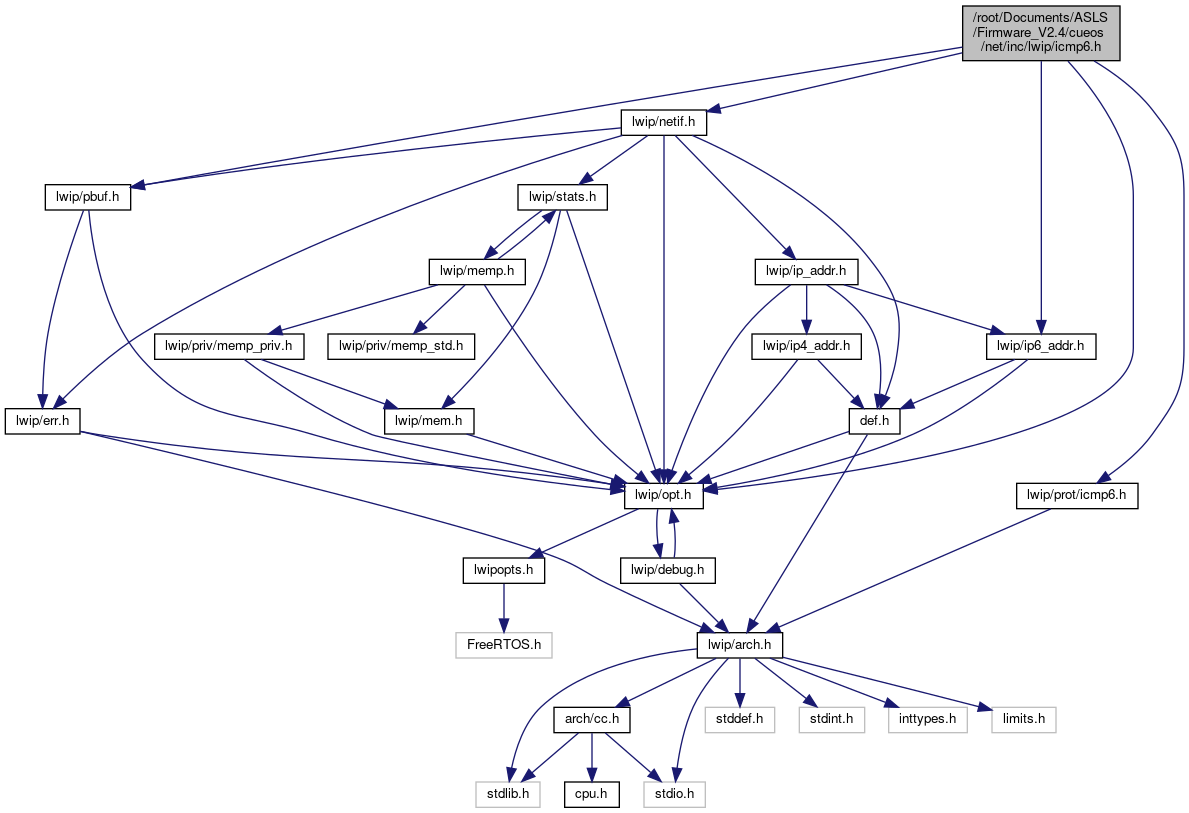 /root/Documents/ASLS
/Firmware_V2.4/cueos
/net/inc/lwip/icmp6.h
lwip/netif.h
lwip/pbuf.h
lwip/stats.h
lwip/memp.h
lwip/ip_addr.h
lwip/priv/memp_priv.h
lwip/priv/memp_std.h
lwip/ip4_addr.h
lwip/ip6_addr.h
lwip/err.h
lwip/mem.h
def.h
lwip/opt.h
lwip/prot/icmp6.h
lwipopts.h
lwip/debug.h
FreeRTOS.h
lwip/arch.h
arch/cc.h
stddef.h
stdint.h
inttypes.h
limits.h
stdlib.h
cpu.h
stdio.h